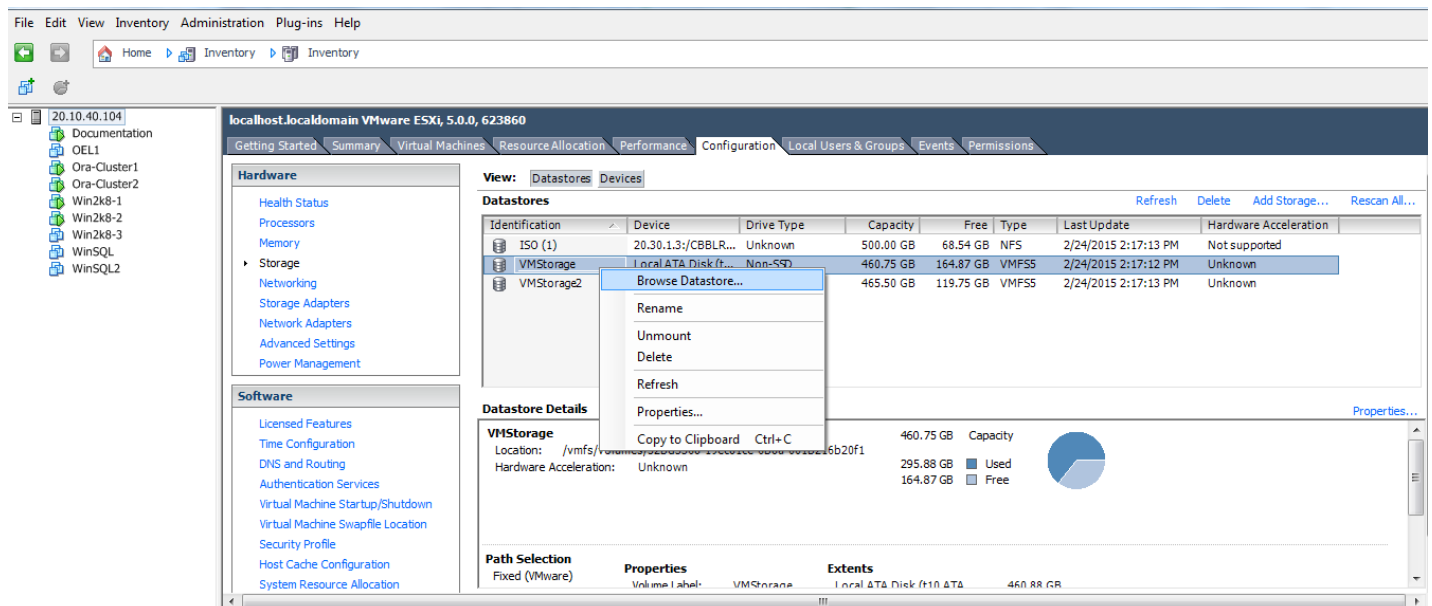 File Edit View Inventory Administration Plug-ins Help
Home Inventory Inventory
20.10.40.104
Documentation
OEL1
Ora-Cluster1
Ora-Cluster2
Win2k8-1
Win2k8-2
Win2k8-3
WinSQL
WinSQL2
localhost.localdomain VMware ESXi, 5.0.0, 623860
Getting Started Summary Virtual Machines Resource Allocation Performance Configuration Local Users & Groups Events Permissions
Hardware
Health Status
Processors
Memory
Storage
Networking
Storage Adapters
Network Adapters
Advanced Settings
Power Management
Software
Licensed Features
Time Configuration
DNS and Routing
Authentication Services
Virtual Machine Startup/Shutdown
Virtual Machine Swapfile Location
Security Profile
Host Cache Configuration
System Resource Allocation
View: Datastores Devices
Datastores Refresh Delete Add Storage... Rescan All...
Identification Device Drive Type Capacity Free Type Last Update Hardware Acceleration
ISO (1) 20.30.1.3:/CBBLR... Unknown 500.00 GB 68.54 GB NFS 2/24/2015 2:17:13 PM Not supported
VMStorage Local ATA Disk (t... Non-SSD 460.75 GB 164.87 GB VMFS5 2/24/2015 2:17:12 PM Unknown
VMStorage2 465.50 GB 119.75 GB VMFS5 2/24/2015 2:17:13 PM Unknown
Browse Datastore...
Rename
Unmount
Delete
Refresh
Properties...
Copy to Clipboard Ctrl+C
Datastore Details Properties...
VMStorage 460.75 GB Capacity
Location: /vmfs/
Hardware Acceleration: Unknown 295.88 GB Used
164.87 GB Free
Path Selection
Fixed (VMware)
Properties
Volume Label: VMStorage
Extents
Local ATA Disk (t10.ATA 460.88 GB